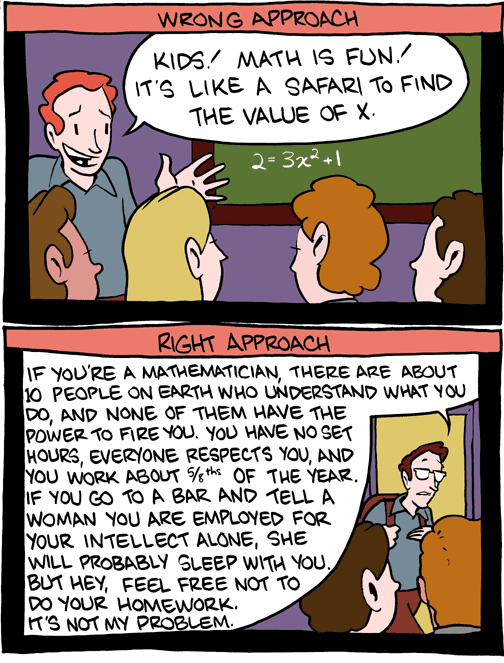 WRONG APPROACH
KIDS! MATH IS FUN!
IT'S LIKE A SAFARI TO FIND
THE VALUE OF X.
2=3x²+1
RIGHT APPROACH
IF YOU'RE A MATHEMATICIAN, THERE ARE ABOUT
10 PEOPLE ON EARTH WHO UNDERSTAND WHAT YOU
DO, AND NONE OF THEM HAVE THE
POWER TO FIRE YOU. YOU HAVE NO SET
HOURS, EVERYONE RESPECTS YOU, AND
YOU WORK ABOUT 5/8ths OF THE YEAR.
IF YOU GO TO A BAR AND TELL A
WOMAN YOU ARE EMPLOYED FOR
YOUR INTELLECT ALONE, SHE
WILL PROBABLY SLEEP WITH YOU.
BUT HEY, FEEL FREE NOT TO
DO YOUR HOMEWORK.
IT'S NOT MY PROBLEM.